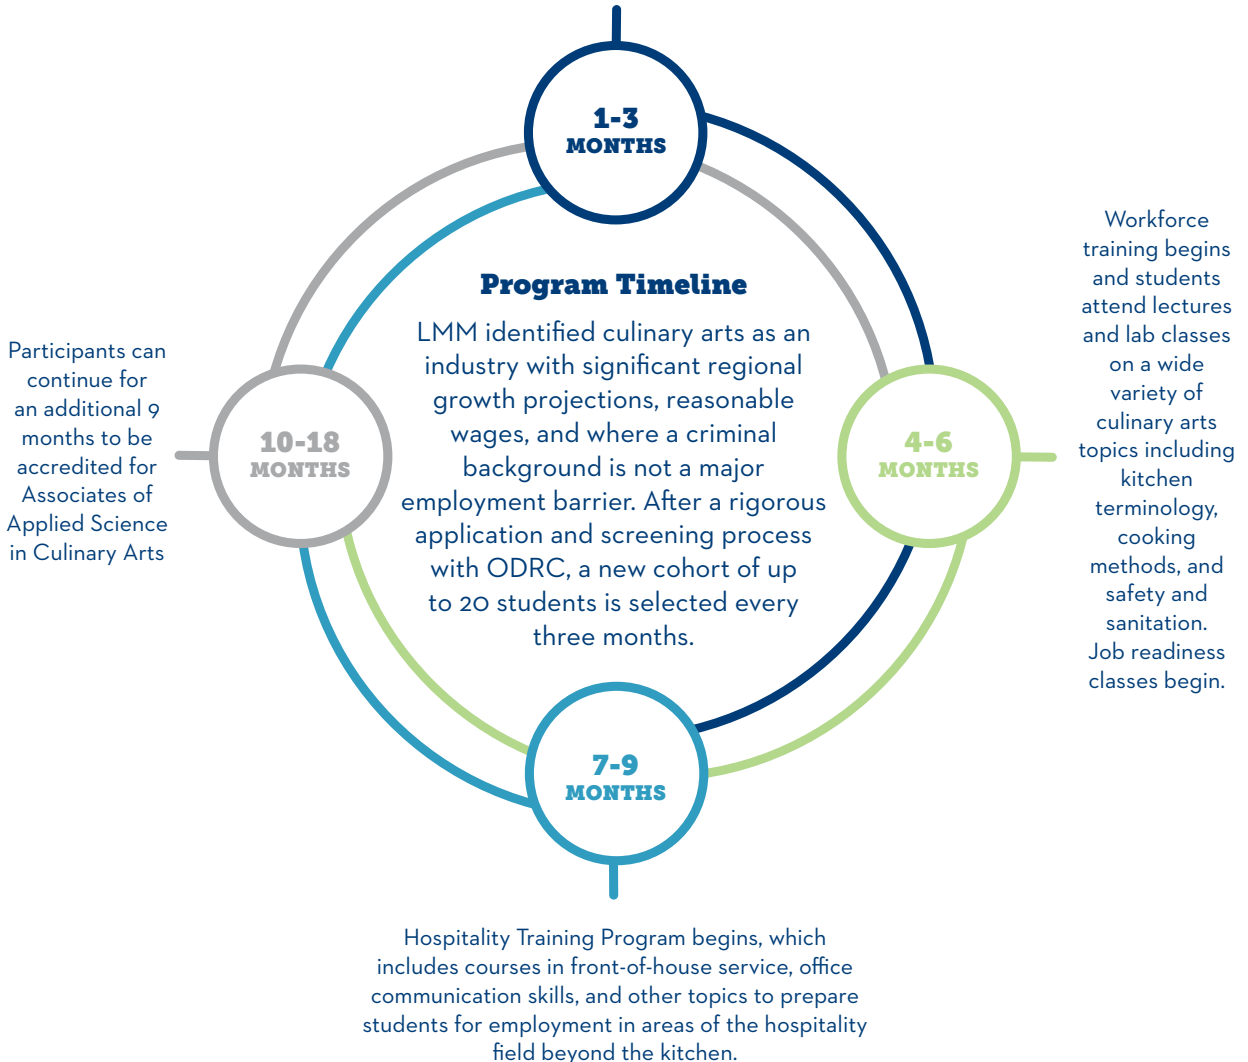 1-3
MONTHS
Program Timeline
LMM identified culinary arts as an
industry with significant regional
growth projections, reasonable
wages, and where a criminal
background is not a major
employment barrier. After a rigorous
application and screening process
with ODRC, a new cohort of up
to 20 students is selected every
three months.
Workforce
training begins
and students
attend lectures
and lab classes
on a wide
variety of
culinary arts
topics including
kitchen
terminology,
cooking
methods, and
safety and
sanitation.
Job readiness
classes begin.
4-6
MONTHS
Participants can
continue for
an additional 9
months to be
accredited for
Associates of
Applied Science
in Culinary Arts
10-18
MONTHS
7-9
MONTHS
Hospitality Training Program begins, which
includes courses in front-of-house service, office
communication skills, and other topics to prepare
students for employment in areas of the hospitality
field beyond the kitchen.